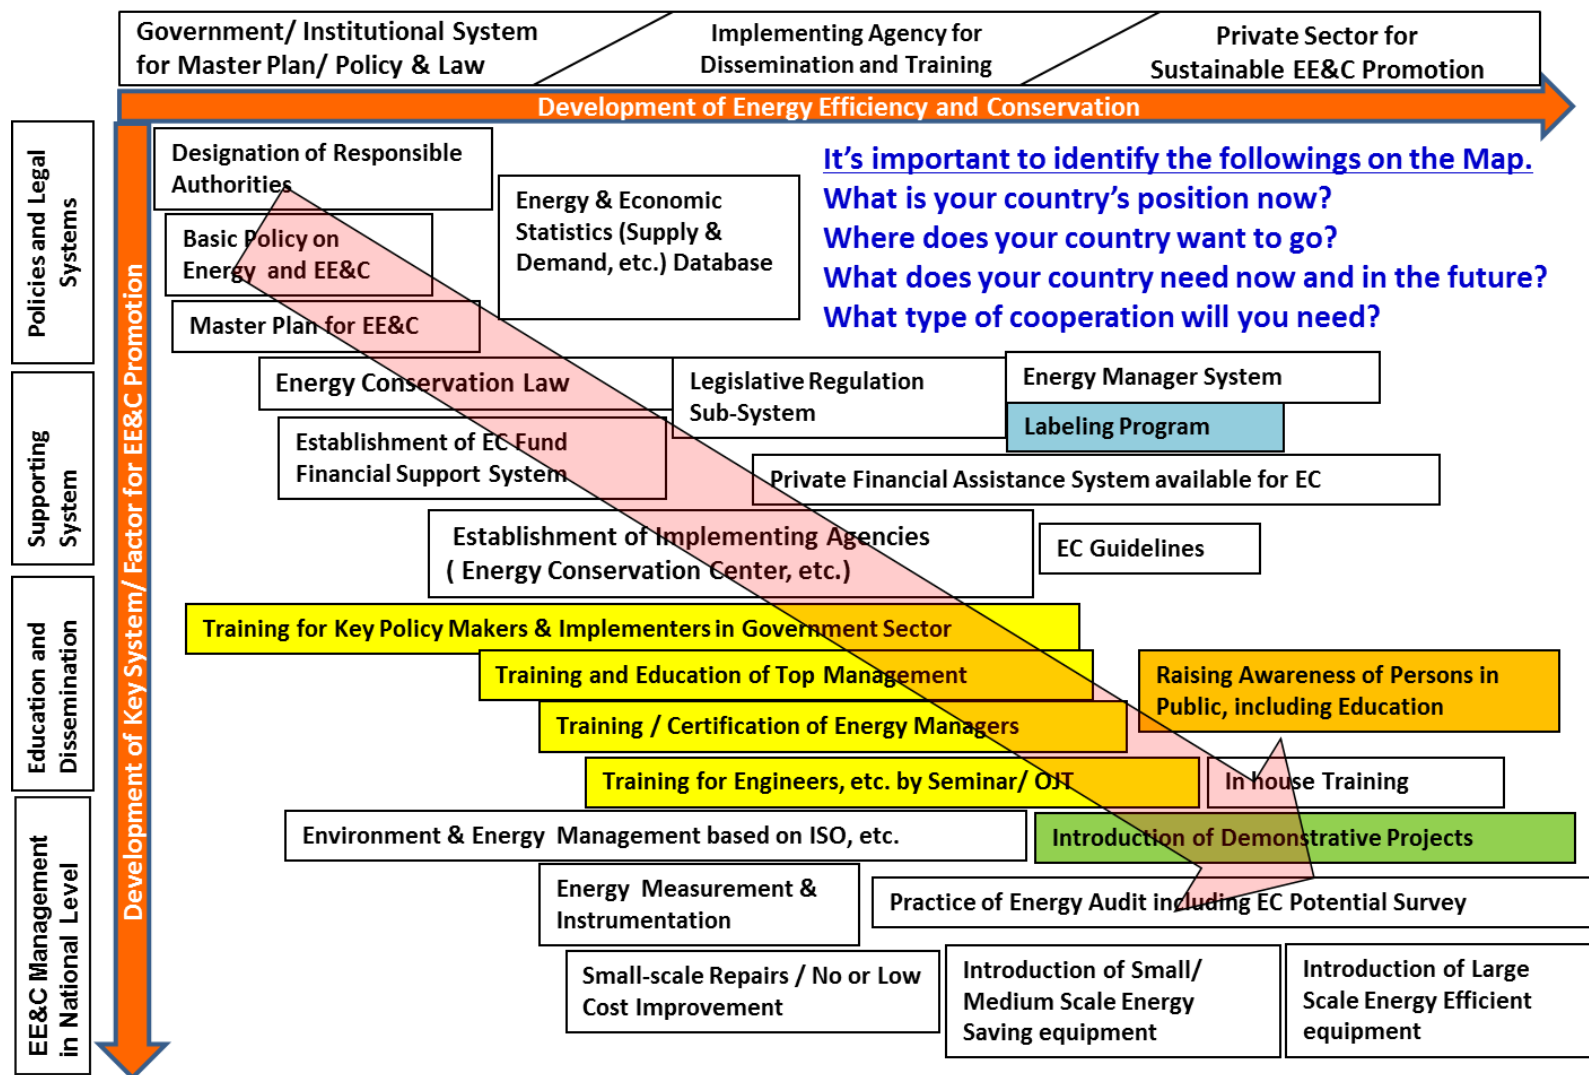 Government/ Institutional System
for Master Plan/ Policy & Law
Implementing Agency for
Dissemination and Training
Private Sector for
Sustainable EE&C Promotion
Development of Energy Efficiency and Conservation
Development of Key System/ Factor for EE&C Promotion
Policies and Legal
Systems
Designation of Responsible
Authorities
Basic Policy on
Energy and EE&C
Master Plan for EE&C
Energy & Economic
Statistics (Supply &
Demand, etc.) Database
It's important to identify the followings on the Map.
What is your country's position now?
Where does your country want to go?
What does your country need now and in the future?
What type of cooperation will you need?
Supporting
System
Energy Conservation Law
Legislative Regulation
Sub-System
Energy Manager System
Labeling Program
Establishment of EC Fund
Financial Support System
Private Financial Assistance System available for EC
Establishment of Implementing Agencies
( Energy Conservation Center, etc.)
EC Guidelines
Education and
Dissemination
Training for Key Policy Makers & Implementers in Government Sector
Training and Education of Top Management
Raising Awareness of Persons in
Public, including Education
Training / Certification of Energy Managers
Training for Engineers, etc. by Seminar/ OJT
In house Training
EE&C Management
in National Level
Environment & Energy Management based on ISO, etc.
Introduction of Demonstrative Projects
Energy Measurement &
Instrumentation
Practice of Energy Audit including EC Potential Survey
Small-scale Repairs / No or Low
Cost Improvement
Introduction of Small/
Medium Scale Energy
Saving equipment
Introduction of Large
Scale Energy Efficient
equipment